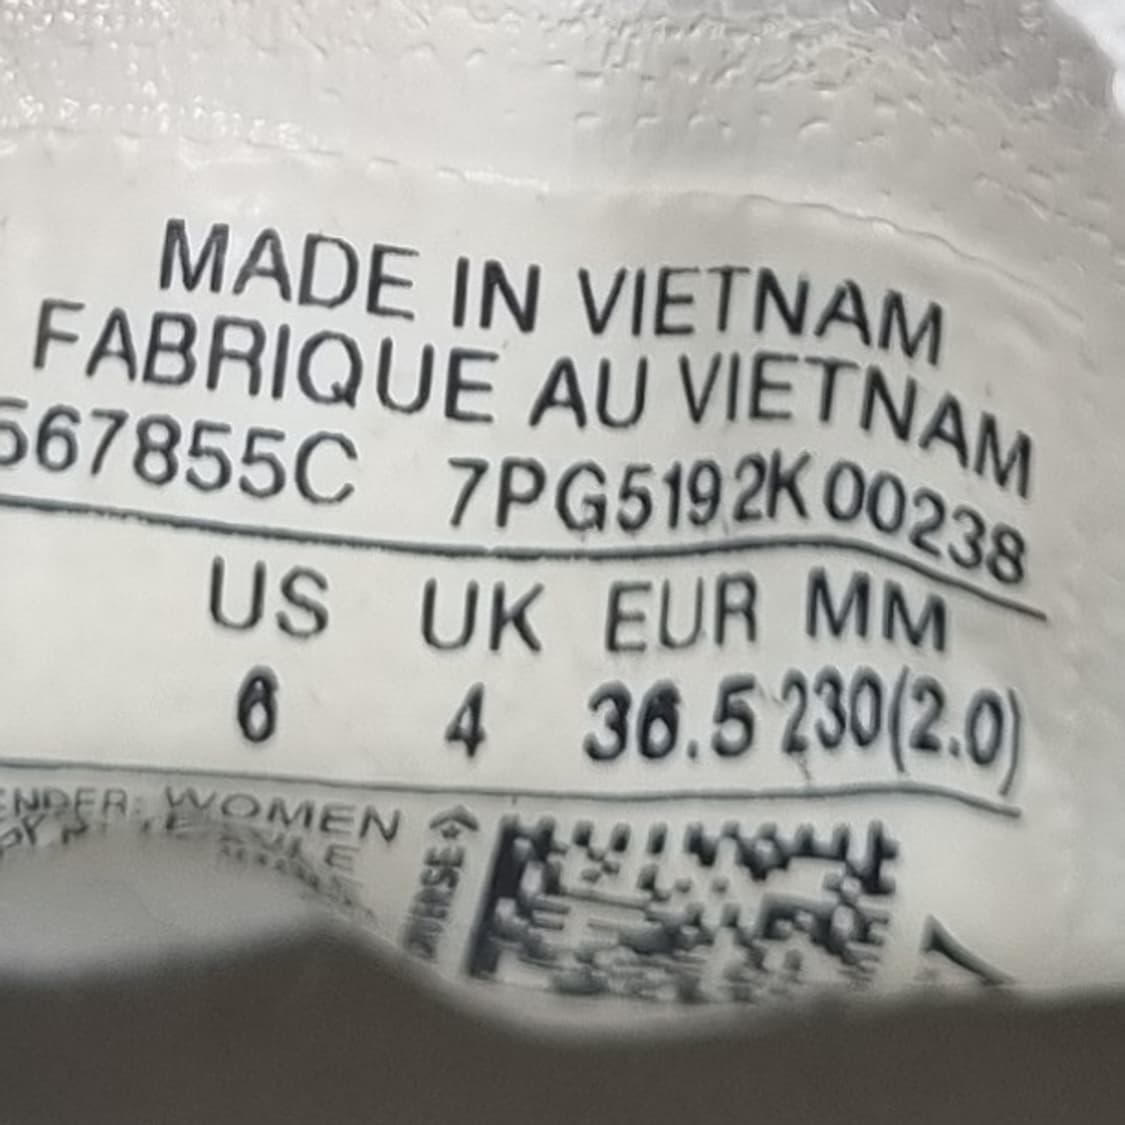 MADE IN VIETNAM
FABRIQUE AU VIETNAM
567855C 7PG5192K00238
US UK EUR MM
6 4 36.5 230(2.0)
ENDER: WOMEN